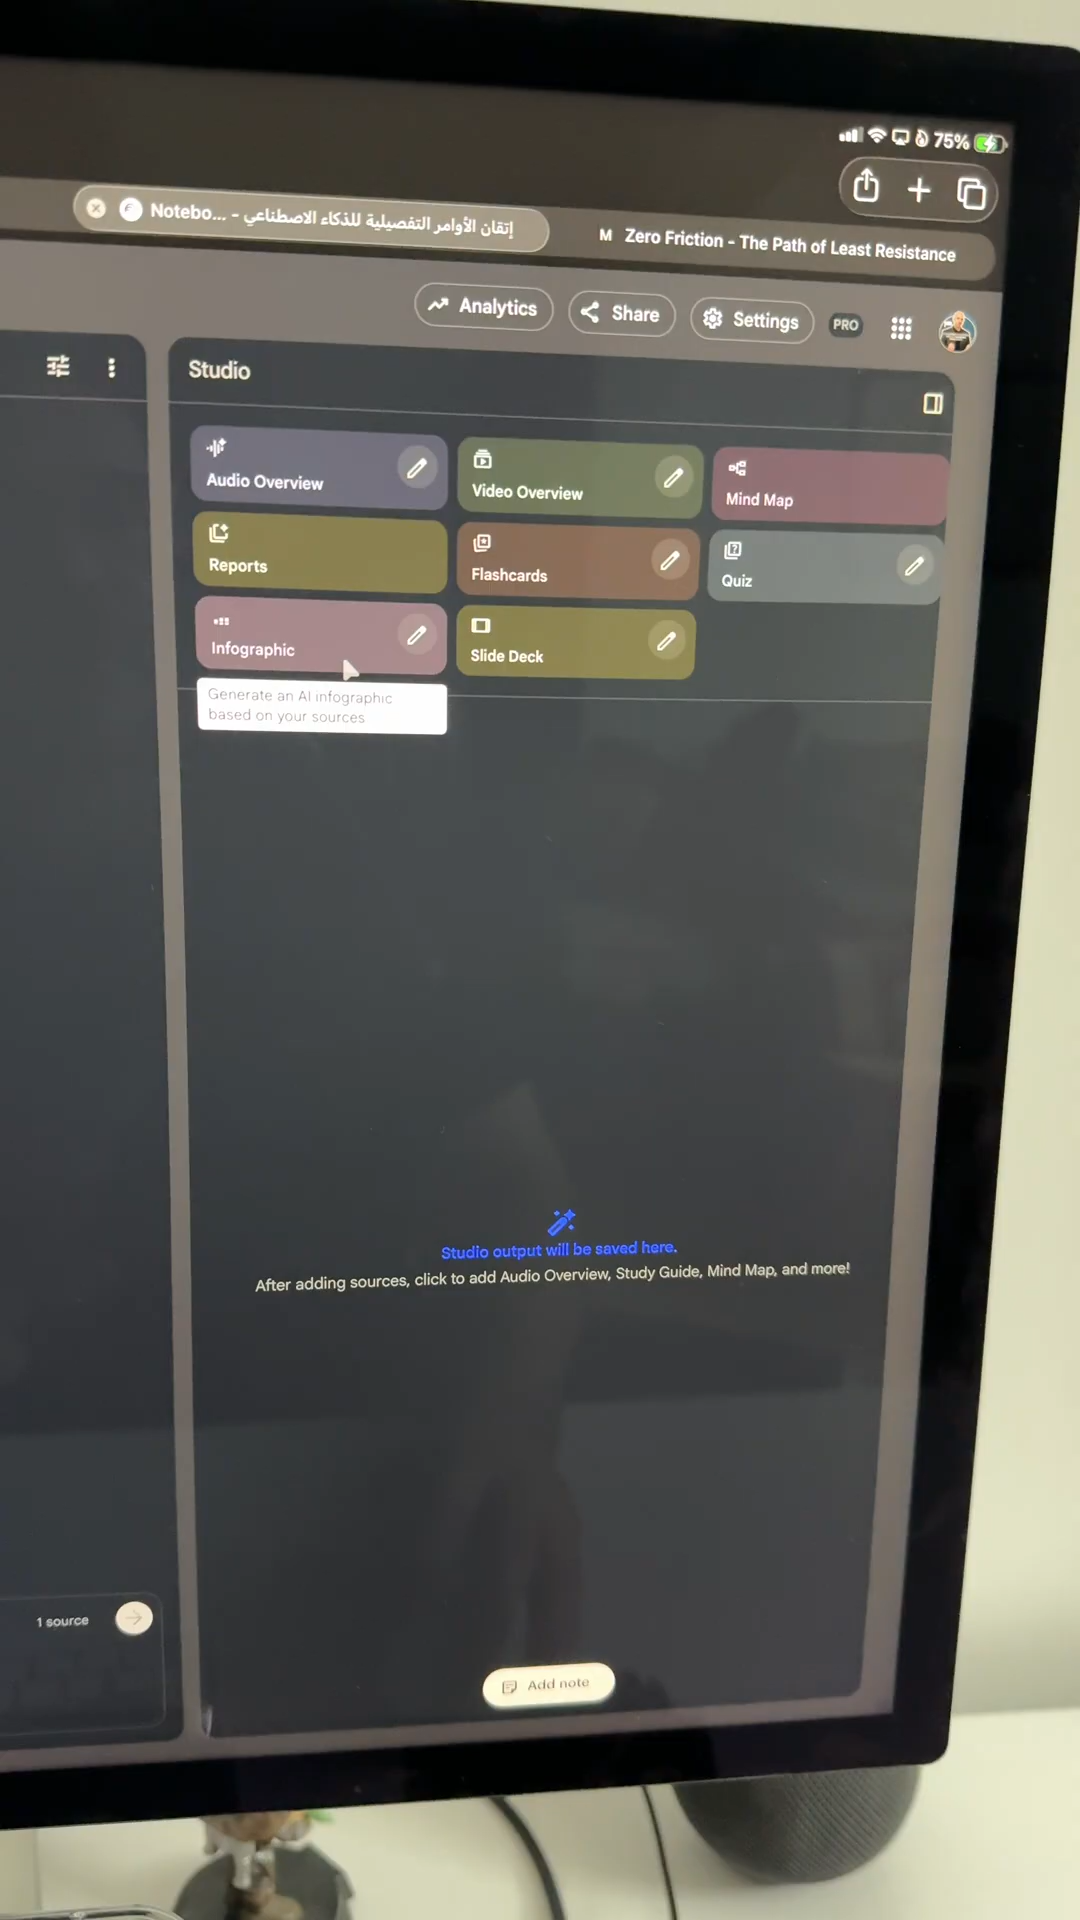 75%
إتقان الأوامر التفصيلية للذكاء الاصطناعي - Notebo...
M Zero Friction - The Path of Least Resistance
Analytics
Share
Settings
PRO
Studio
Audio Overview
Video Overview
Mind Map
Reports
Flashcards
Quiz
Infographic
Slide Deck
Generate an AI infographic
based on your sources
Studio output will be saved here.
After adding sources, click to add Audio Overview, Study Guide, Mind Map, and more!
1 source
Add note